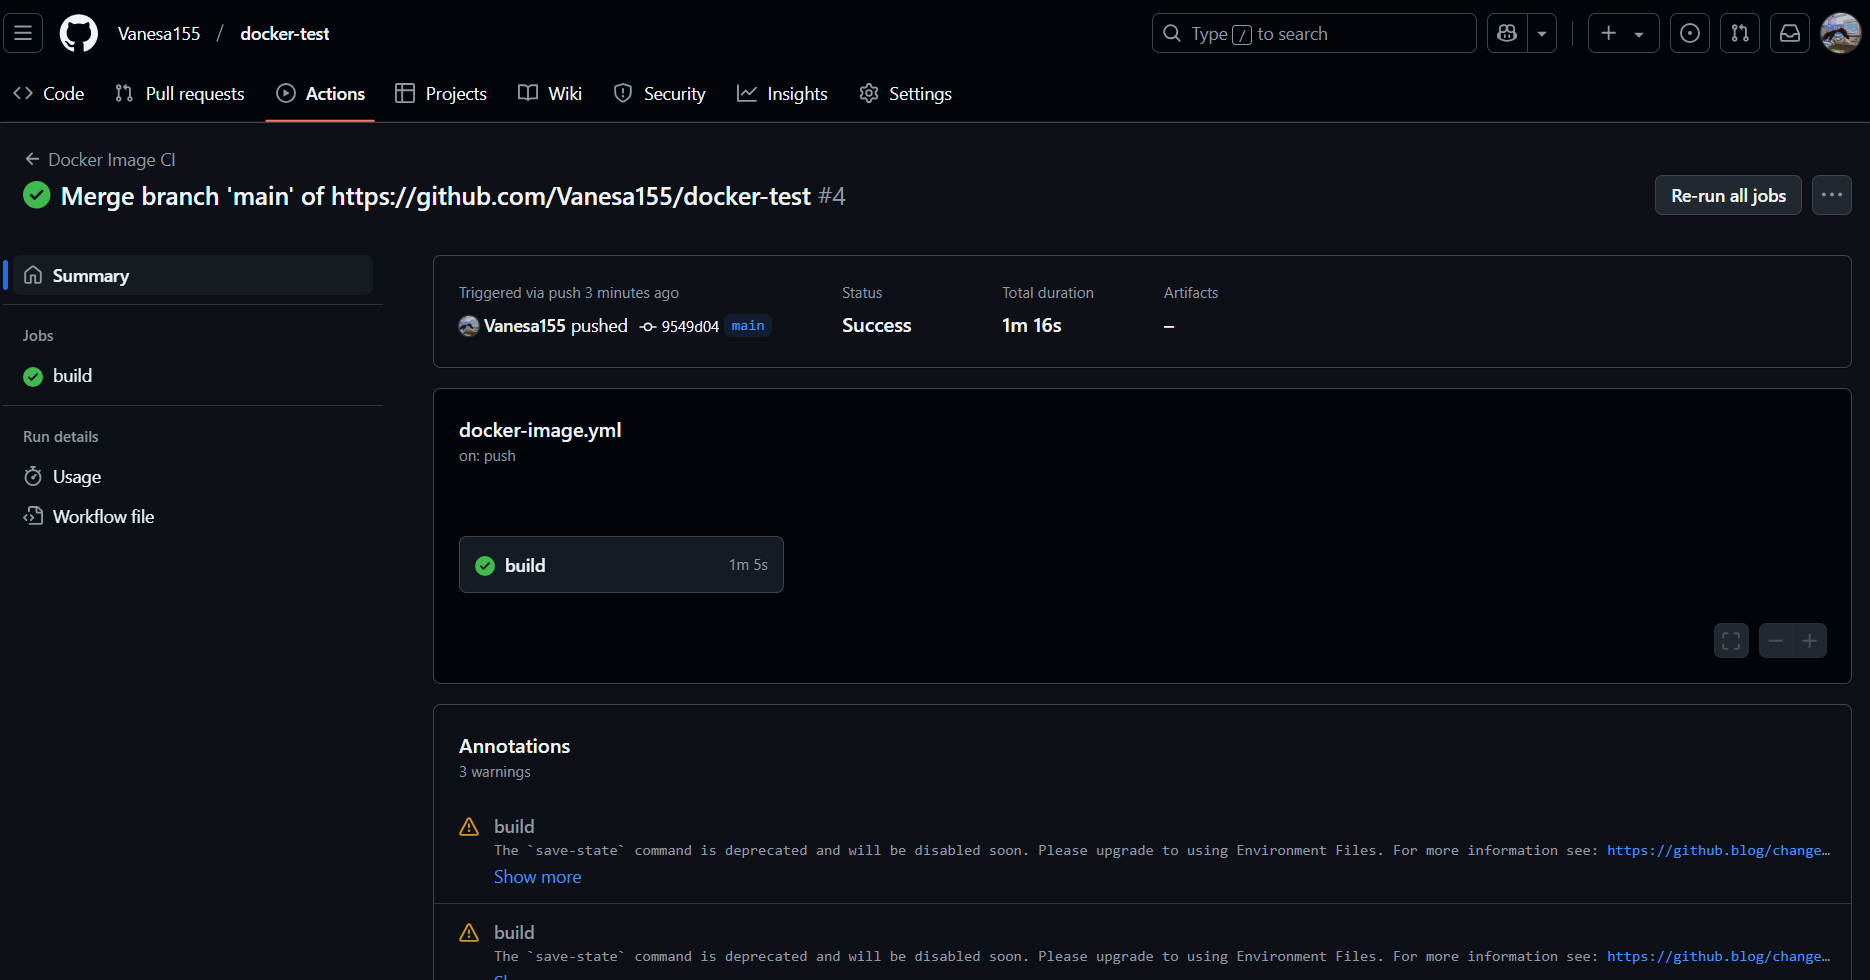 Vanesa155 / docker-test
Type / to search
Code Pull requests Actions Projects Wiki Security Insights Settings
Docker Image CI
Merge branch 'main' of https://github.com/Vanesa155/docker-test #4
Re-run all jobs
Summary
Jobs
build
Run details
Usage
Workflow file
Triggered via push 3 minutes ago
Vanesa155 pushed 9549d04 main
Status
Success
Total duration
1m 16s
Artifacts
–
docker-image.yml
on: push
build 1m 5s
Annotations
3 warnings
build
The `save-state` command is deprecated and will be disabled soon. Please upgrade to using Environment Files. For more information see: https://github.blog/change…
Show more
build
The `save-state` command is deprecated and will be disabled soon. Please upgrade to using Environment Files. For more information see: https://github.blog/change…